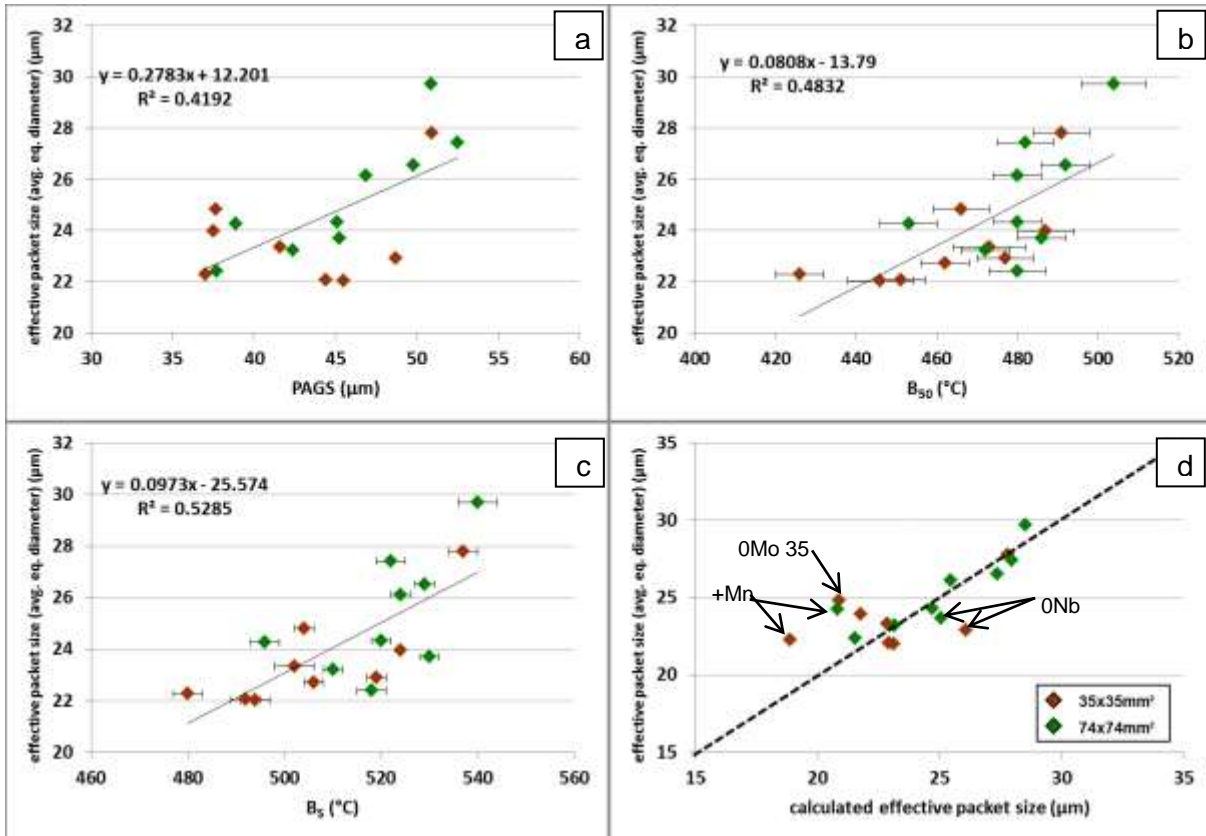 a
y = 0.2783x + 12.201
R² = 0.4192
effective packet size (avg. eq. diameter) (µm)
32
30
28
26
24
22
20
30 35 40 45 50 55 60
PAGS (µm)
b
y = 0.0808x - 13.79
R² = 0.4832
effective packet size (avg. eq. diameter) (µm)
32
30
28
26
24
22
20
400 420 440 460 480 500 520
B₅₀ (°C)
c
y = 0.0973x - 25.574
R² = 0.5285
effective packet size (avg. eq. diameter) (µm)
32
30
28
26
24
22
20
460 480 500 520 540 560
Bₛ (°C)
d
effective packet size (avg. eq. diameter) (µm)
35
30
25
20
15
0Mo 35
+Mn
0Nb
35x35mm²
74x74mm²
15 20 25 30 35
calculated effective packet size (µm)